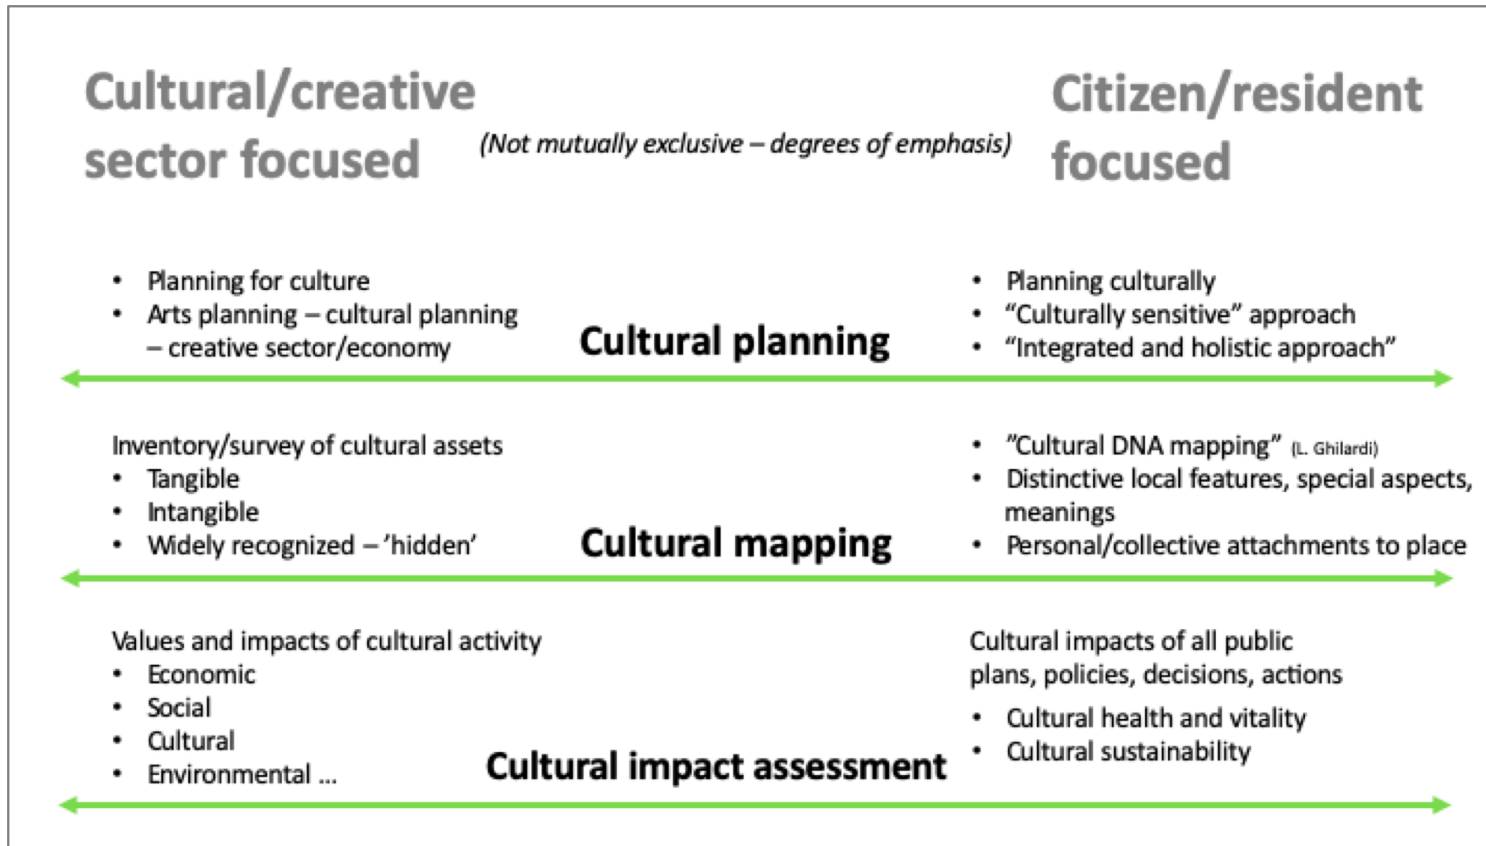 Cultural/creative
sector focused
(Not mutually exclusive – degrees of emphasis)
Citizen/resident
focused
• Planning for culture
• Arts planning – cultural planning
– creative sector/economy
Cultural planning
• Planning culturally
• “Culturally sensitive” approach
• “Integrated and holistic approach”
Inventory/survey of cultural assets
• Tangible
• Intangible
• Widely recognized – ’hidden’
Cultural mapping
• ”Cultural DNA mapping” (L. Ghilardi)
• Distinctive local features, special aspects,
meanings
• Personal/collective attachments to place
Values and impacts of cultural activity
• Economic
• Social
• Cultural
• Environmental ...
Cultural impact assessment
Cultural impacts of all public
plans, policies, decisions, actions
• Cultural health and vitality
• Cultural sustainability